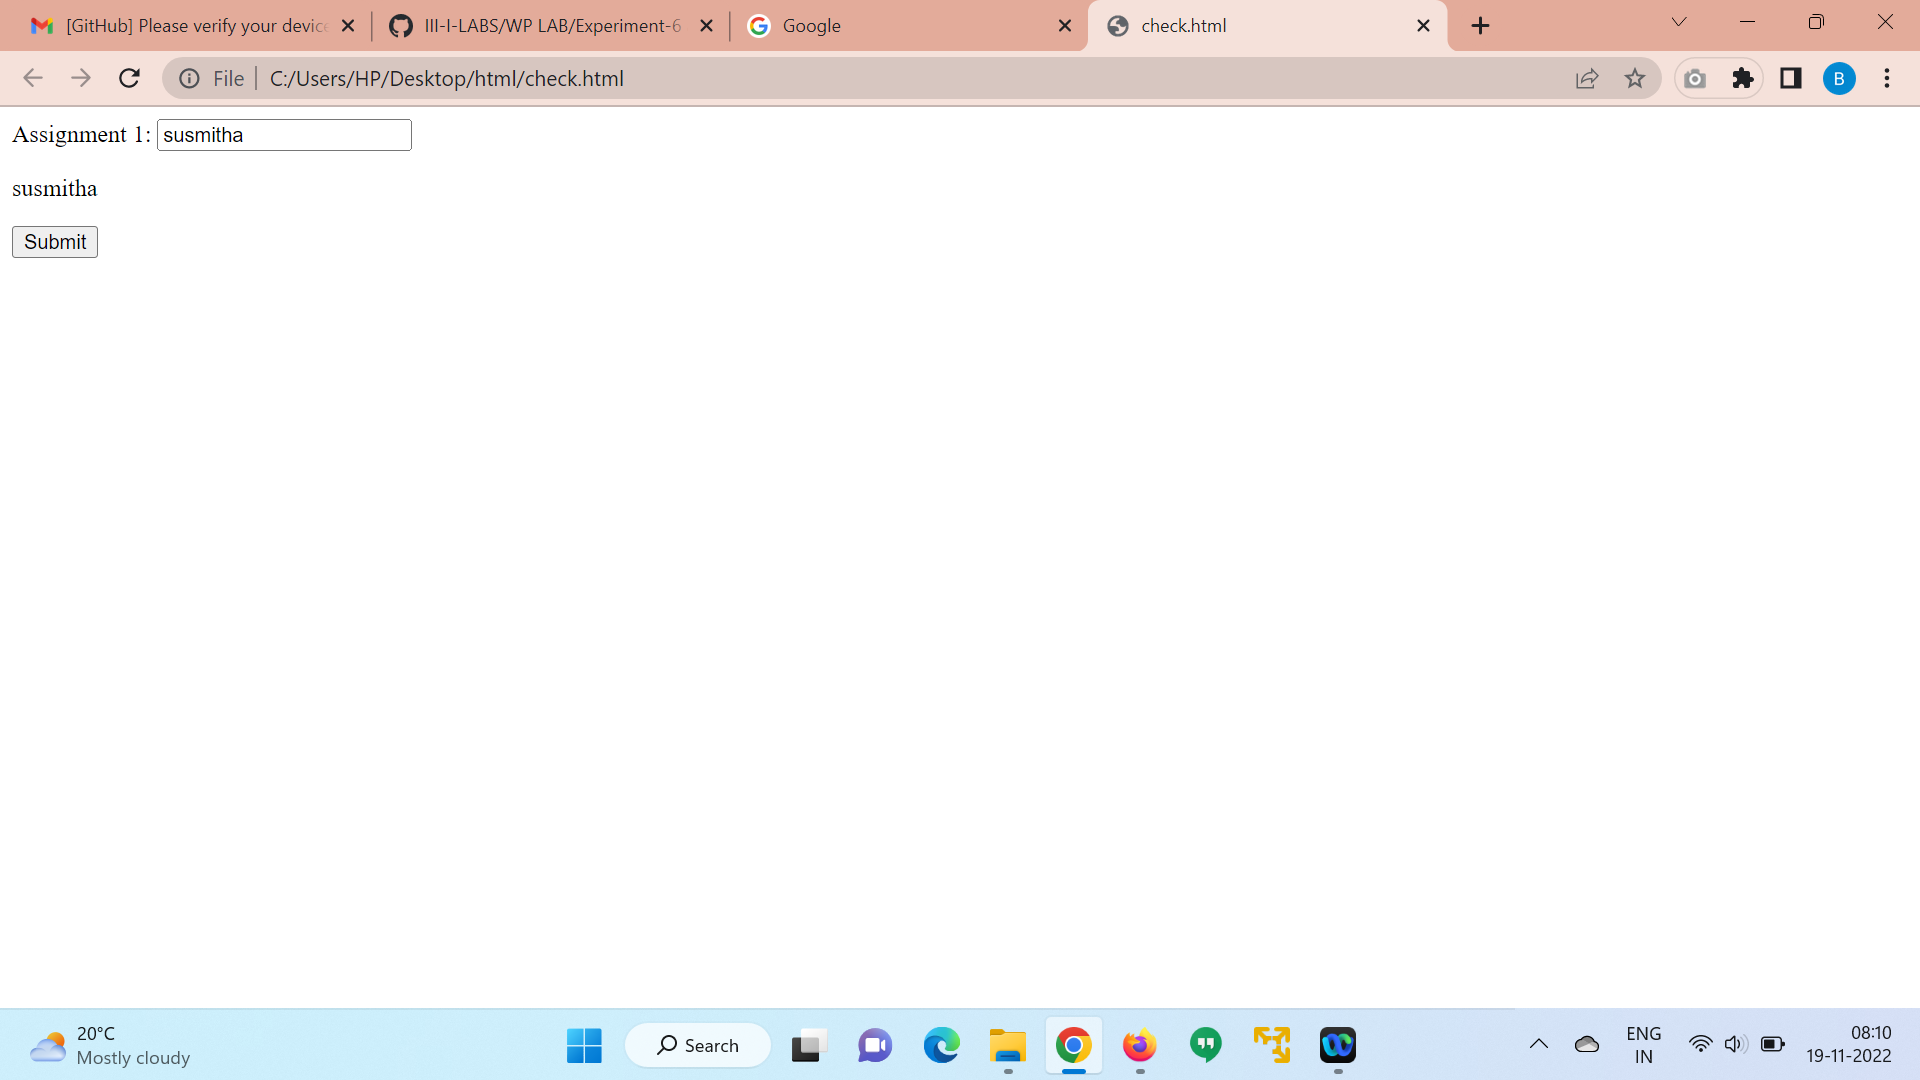 [GitHub] Please verify your device
III-I-LABS/WP LAB/Experiment-6
Google
check.html
File
C:/Users/HP/Desktop/html/check.html
B
Assignment 1: susmitha
susmitha
Submit
20°C
Mostly cloudy
Search
ENG
IN
08:10
19-11-2022